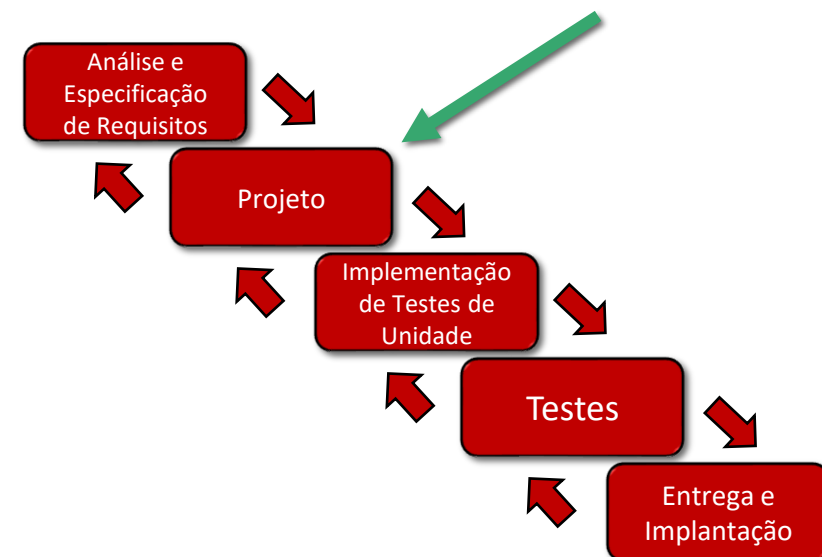 Análise e
Especificação
de Requisitos
Projeto
Implementação
de Testes de
Unidade
Testes
Entrega e
Implantação